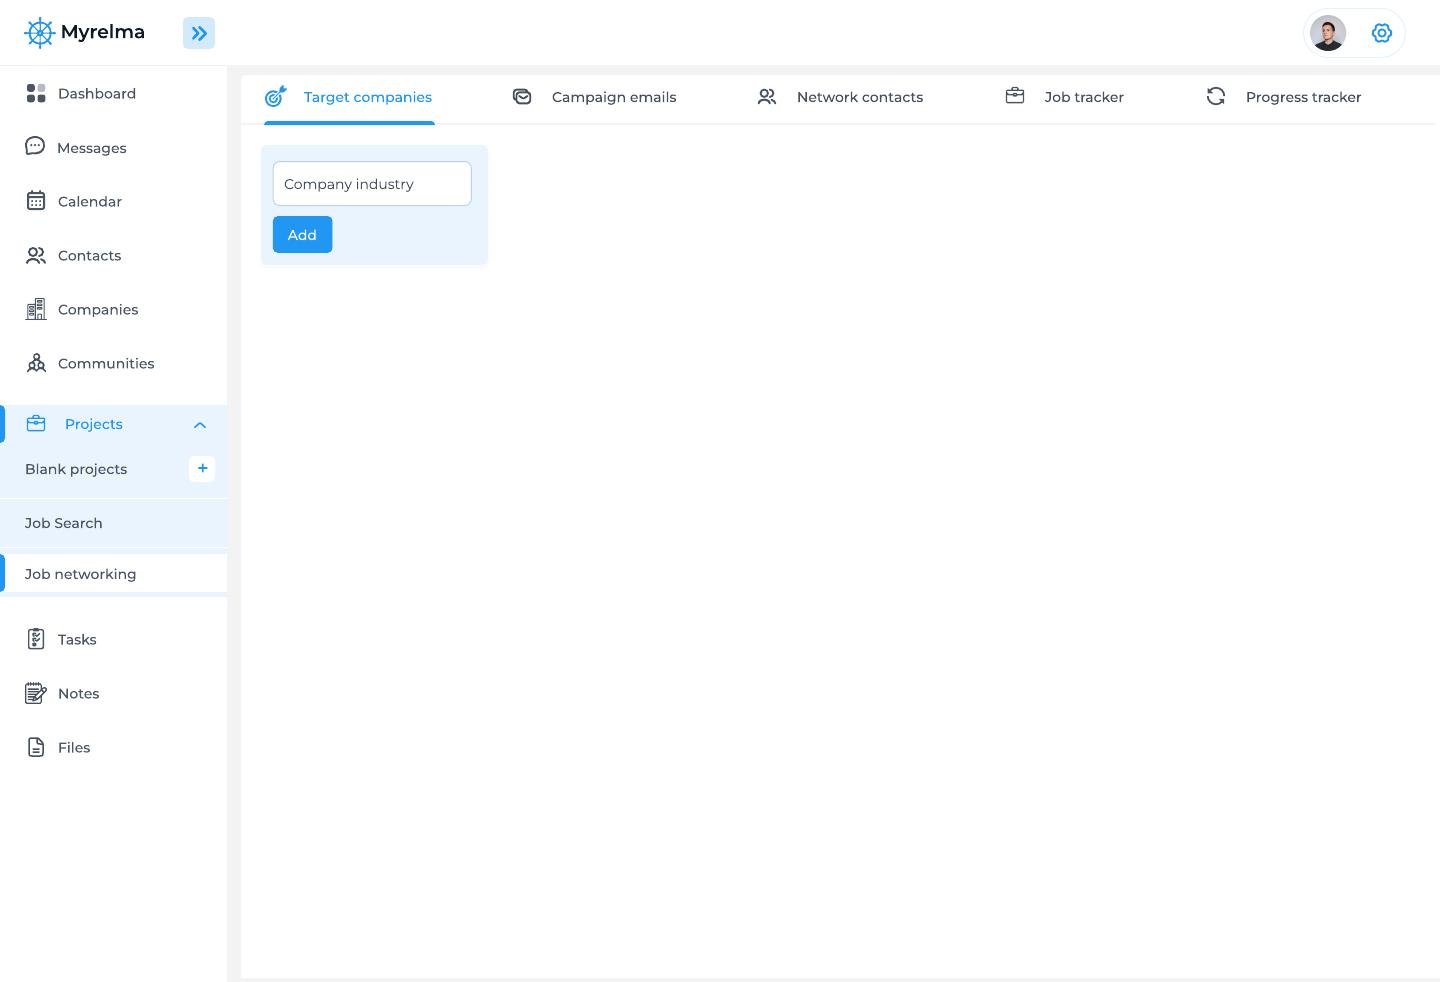 Myrelma
Dashboard
Messages
Calendar
Contacts
Companies
Communities
Projects
Blank projects
+
Job Search
Job networking
Tasks
Notes
Files
Target companies
Campaign emails
Network contacts
Job tracker
Progress tracker
Company industry
Add